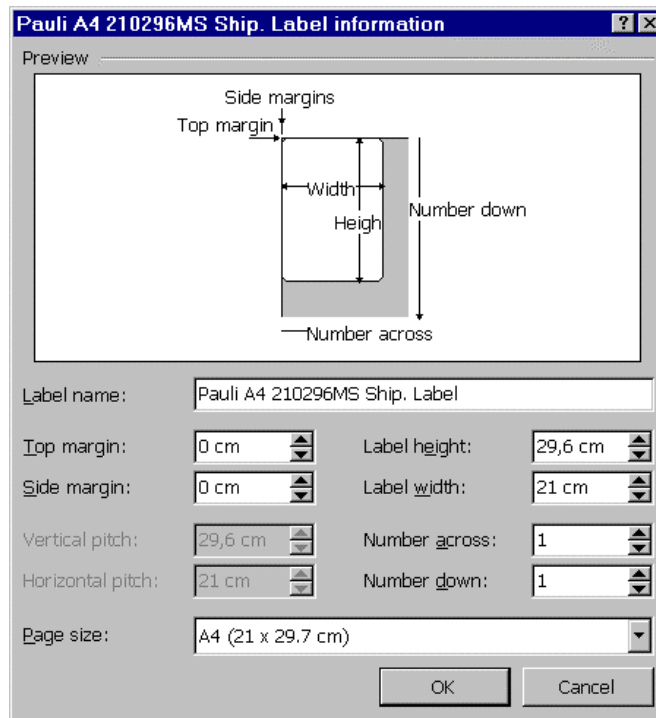 Pauli A4 210296MS Ship. Label information
Preview
Side margins
Top margin
Width
Heigh
Number down
Number across
Label name: Pauli A4 210296MS Ship. Label
Top margin: 0 cm Label height: 29,6 cm
Side margin: 0 cm Label width: 21 cm
Vertical pitch: 29,6 cm Number across: 1
Horizontal pitch: 21 cm Number down: 1
Page size: A4 (21 x 29.7 cm)
OK Cancel